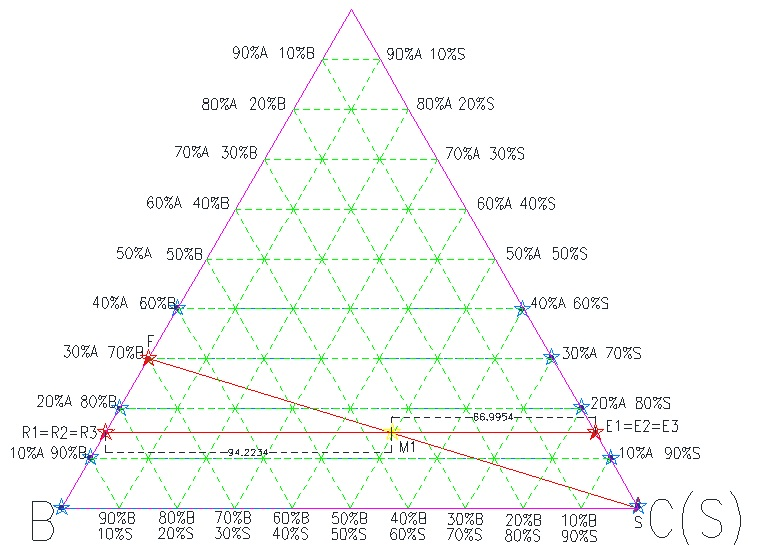 90%A 10%B 90%A 10%S
80%A 20%B 80%A 20%S
70%A 30%B 70%A 30%S
60%A 40%B 60%A 40%S
50%A 50%B 50%A 50%S
40%A 60%B 40%A 60%S
F
30%A 70%B 30%A 70%S
20%A 80%B 20%A 80%S
66.9954
R1=R2=R3 E1=E2=E3
M1
94.2234
10%A 90%B 10%A 90%S
B S C(S)
90%B 80%B 70%B 60%B 50%B 40%B 30%B 20%B 10%B
10%S 20%S 30%S 40%S 50%S 60%S 70%S 80%S 90%S